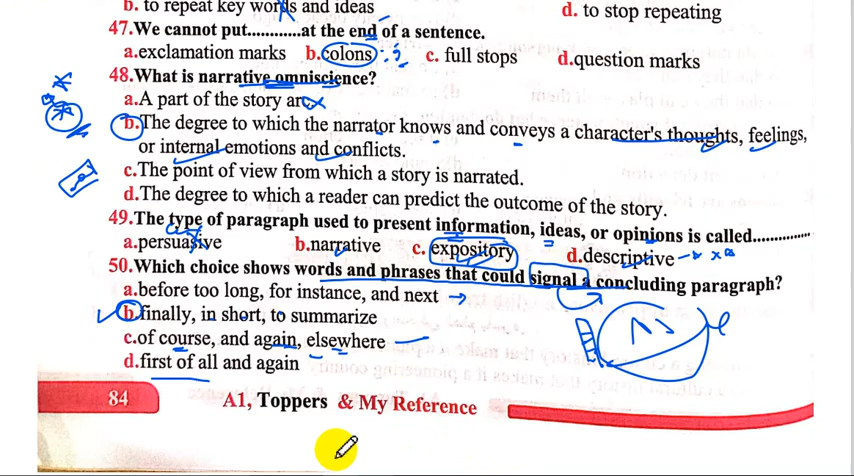 b. to repeat key words and ideas d. to stop repeating
47.We cannot put............at the end of a sentence.
a.exclamation marks b.colons c. full stops d.question marks
48.What is narrative omniscience?
a.A part of the story arc
b.The degree to which the narrator knows and conveys a character's thoughts, feelings,
or internal emotions and conflicts.
c.The point of view from which a story is narrated.
d.The degree to which a reader can predict the outcome of the story.
49.The type of paragraph used to present information, ideas, or opinions is called..............
a.persuasive b.narrative c. expository d.descriptive
50.Which choice shows words and phrases that could signal a concluding paragraph?
a.before too long, for instance, and next
b.finally, in short, to summarize
c.of course, and again, elsewhere
d.first of all and again
84 A1, Toppers & My Reference